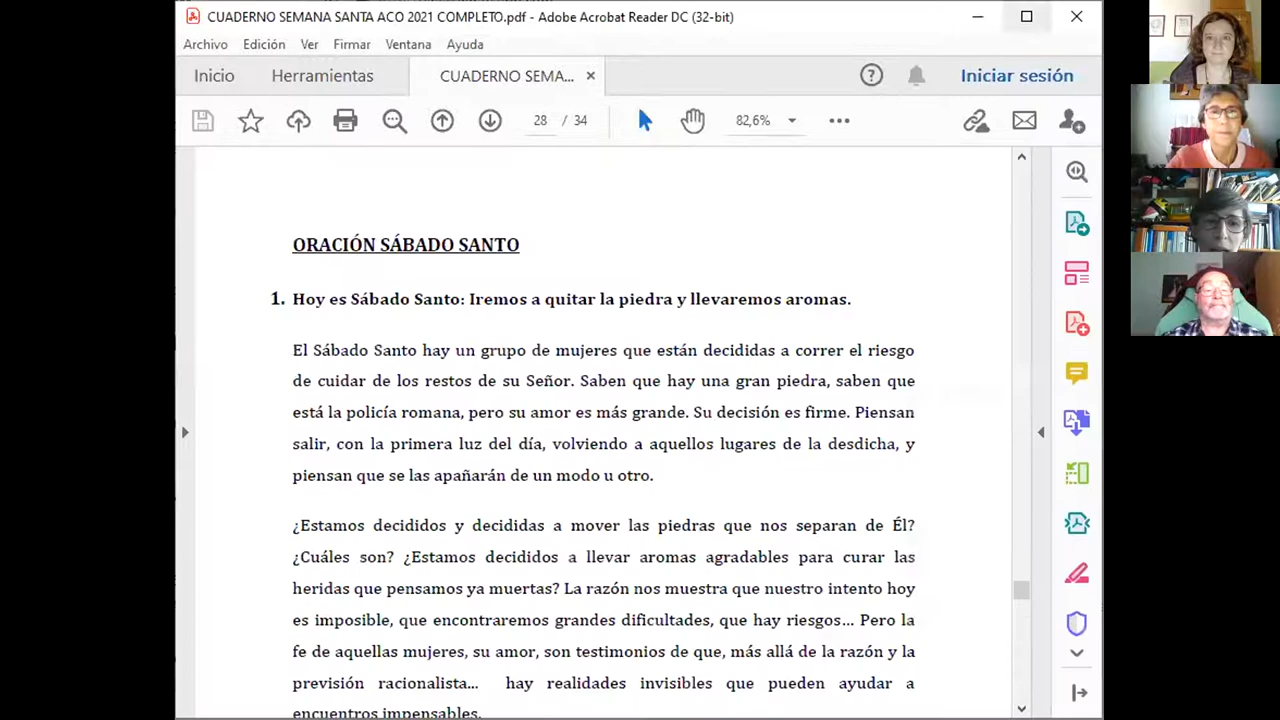 CUADERNO SEMANA SANTA ACO 2021 COMPLETO.pdf - Adobe Acrobat Reader DC (32-bit)
Archivo Edición Ver Firmar Ventana Ayuda
Inicio Herramientas CUADERNO SEMA... × Iniciar sesión
28 / 34 82,6%
ORACIÓN SÁBADO SANTO
1. Hoy es Sábado Santo: Iremos a quitar la piedra y llevaremos aromas.
El Sábado Santo hay un grupo de mujeres que están decididas a correr el riesgo
de cuidar de los restos de su Señor. Saben que hay una gran piedra, saben que
está la policía romana, pero su amor es más grande. Su decisión es firme. Piensan
salir, con la primera luz del día, volviendo a aquellos lugares de la desdicha, y
piensan que se las apañarán de un modo u otro.
¿Estamos decididos y decididas a mover las piedras que nos separan de Él?
¿Cuáles son? ¿Estamos decididos a llevar aromas agradables para curar las
heridas que pensamos ya muertas? La razón nos muestra que nuestro intento hoy
es imposible, que encontraremos grandes dificultades, que hay riesgos... Pero la
fe de aquellas mujeres, su amor, son testimonios de que, más allá de la razón y la
previsión racionalista... hay realidades invisibles que pueden ayudar a
encuentros impensables.